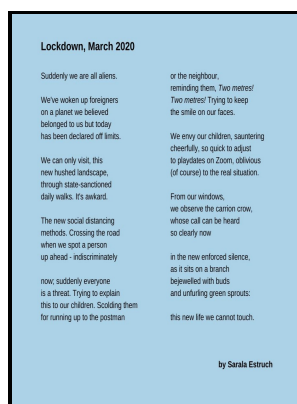 Lockdown, March 2020
Suddenly we are all aliens.
We've woken up foreigners
on a planet we believed
belonged to us but today
has been declared off limits.
We can only visit, this
new hushed landscape,
through state-sanctioned
daily walks. It's awkard.
The new social distancing
methods. Crossing the road
when we spot a person
up ahead - indiscriminately
now; suddenly everyone
is a threat. Trying to explain
this to our children. Scolding them
for running up to the postman
or the neighbour,
reminding them, Two metres!
Two metres! Trying to keep
the smile on our faces.
We envy our children, sauntering
cheerfully, so quick to adjust
to playdates on Zoom, oblivious
(of course) to the real situation.
From our windows,
we observe the carrion crow,
whose call can be heard
so clearly now
in the new enforced silence,
as it sits on a branch
bejewelled with buds
and unfurling green sprouts:
this new life we cannot touch.
by Sarala Estruch